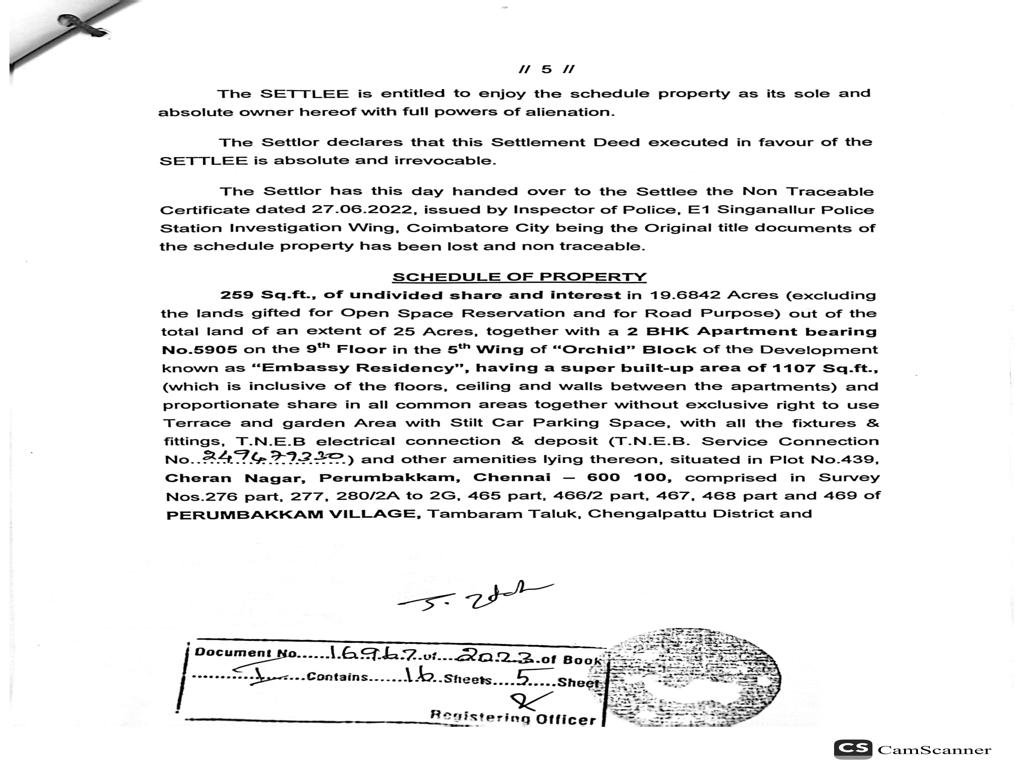 // 5 //
The SETTLEE is entitled to enjoy the schedule property as its sole and
absolute owner hereof with full powers of alienation.
The Settlor declares that this Settlement Deed executed in favour of the
SETTLEE is absolute and irrevocable.
The Settlor has this day handed over to the Settlee the Non Traceable
Certificate dated 27.06.2022, issued by Inspector of Police, E1 Singanallur Police
Station Investigation Wing, Coimbatore City being the Original title documents of
the schedule property has been lost and non traceable.
SCHEDULE OF PROPERTY
259 Sq.ft., of undivided share and interest in 19.6842 Acres (excluding
the lands gifted for Open Space Reservation and for Road Purpose) out of the
total land of an extent of 25 Acres, together with a 2 BHK Apartment bearing
No.5905 on the 9th Floor in the 5th Wing of "Orchid" Block of the Development
known as "Embassy Residency", having a super built-up area of 1107 Sq.ft.,
(which is inclusive of the floors, ceiling and walls between the apartments) and
proportionate share in all common areas together without exclusive right to use
Terrace and garden Area with Stilt Car Parking Space, with all the fixtures &
fittings, T.N.E.B electrical connection & deposit (T.N.E.B. Service Connection
No.) and other amenities lying thereon, situated in Plot No.439,
Cheran Nagar, Perumbakkam, Chennai – 600 100, comprised in Survey
Nos.276 part, 277, 280/2A to 2G, 465 part, 466/2 part, 467, 468 part and 469 of
PERUMBAKKAM VILLAGE, Tambaram Taluk, Chengalpattu District and
Document No....16967.of....2023.of Book
............1......Contains......16.Sheets....5.....Sheet
Registering Officer
CS CamScanner